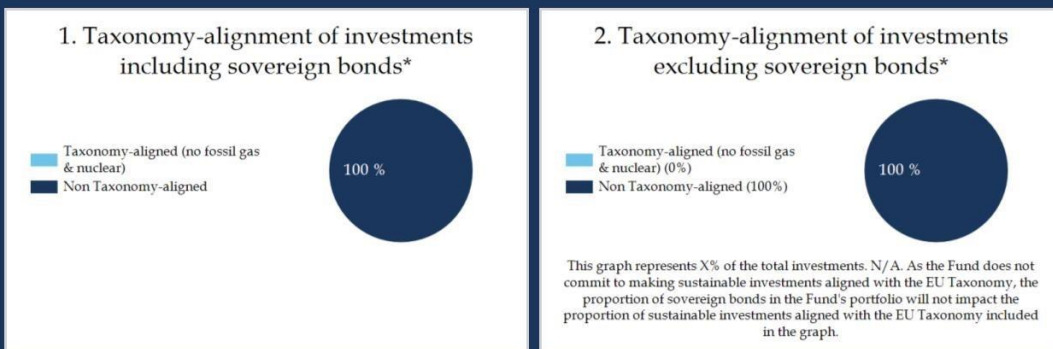 1. Taxonomy-alignment of investments
including sovereign bonds*
Taxonomy-aligned (no fossil gas
& nuclear)
Non Taxonomy-aligned
100 %
2. Taxonomy-alignment of investments
excluding sovereign bonds*
Taxonomy-aligned (no fossil gas
& nuclear) (0%)
Non Taxonomy-aligned (100%)
100 %
This graph represents X% of the total investments. N/A. As the Fund does not
commit to making sustainable investments aligned with the EU Taxonomy, the
proportion of sovereign bonds in the Fund's portfolio will not impact the
proportion of sustainable investments aligned with the EU Taxonomy included
in the graph.